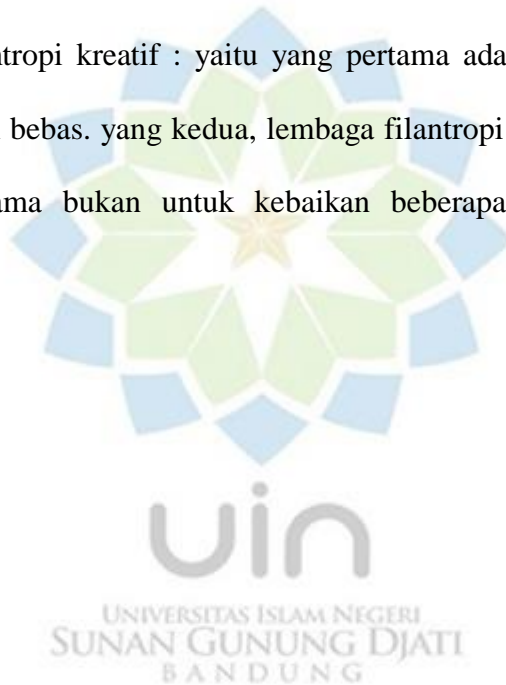 ntropi kreatif : yaitu yang pertama ada
bebas. yang kedua, lembaga filantropi
ama bukan untuk kebaikan beberapa
uin
UNIVERSITAS ISLAM NEGERI
SUNAN GUNUNG DJATI
BANDUNG